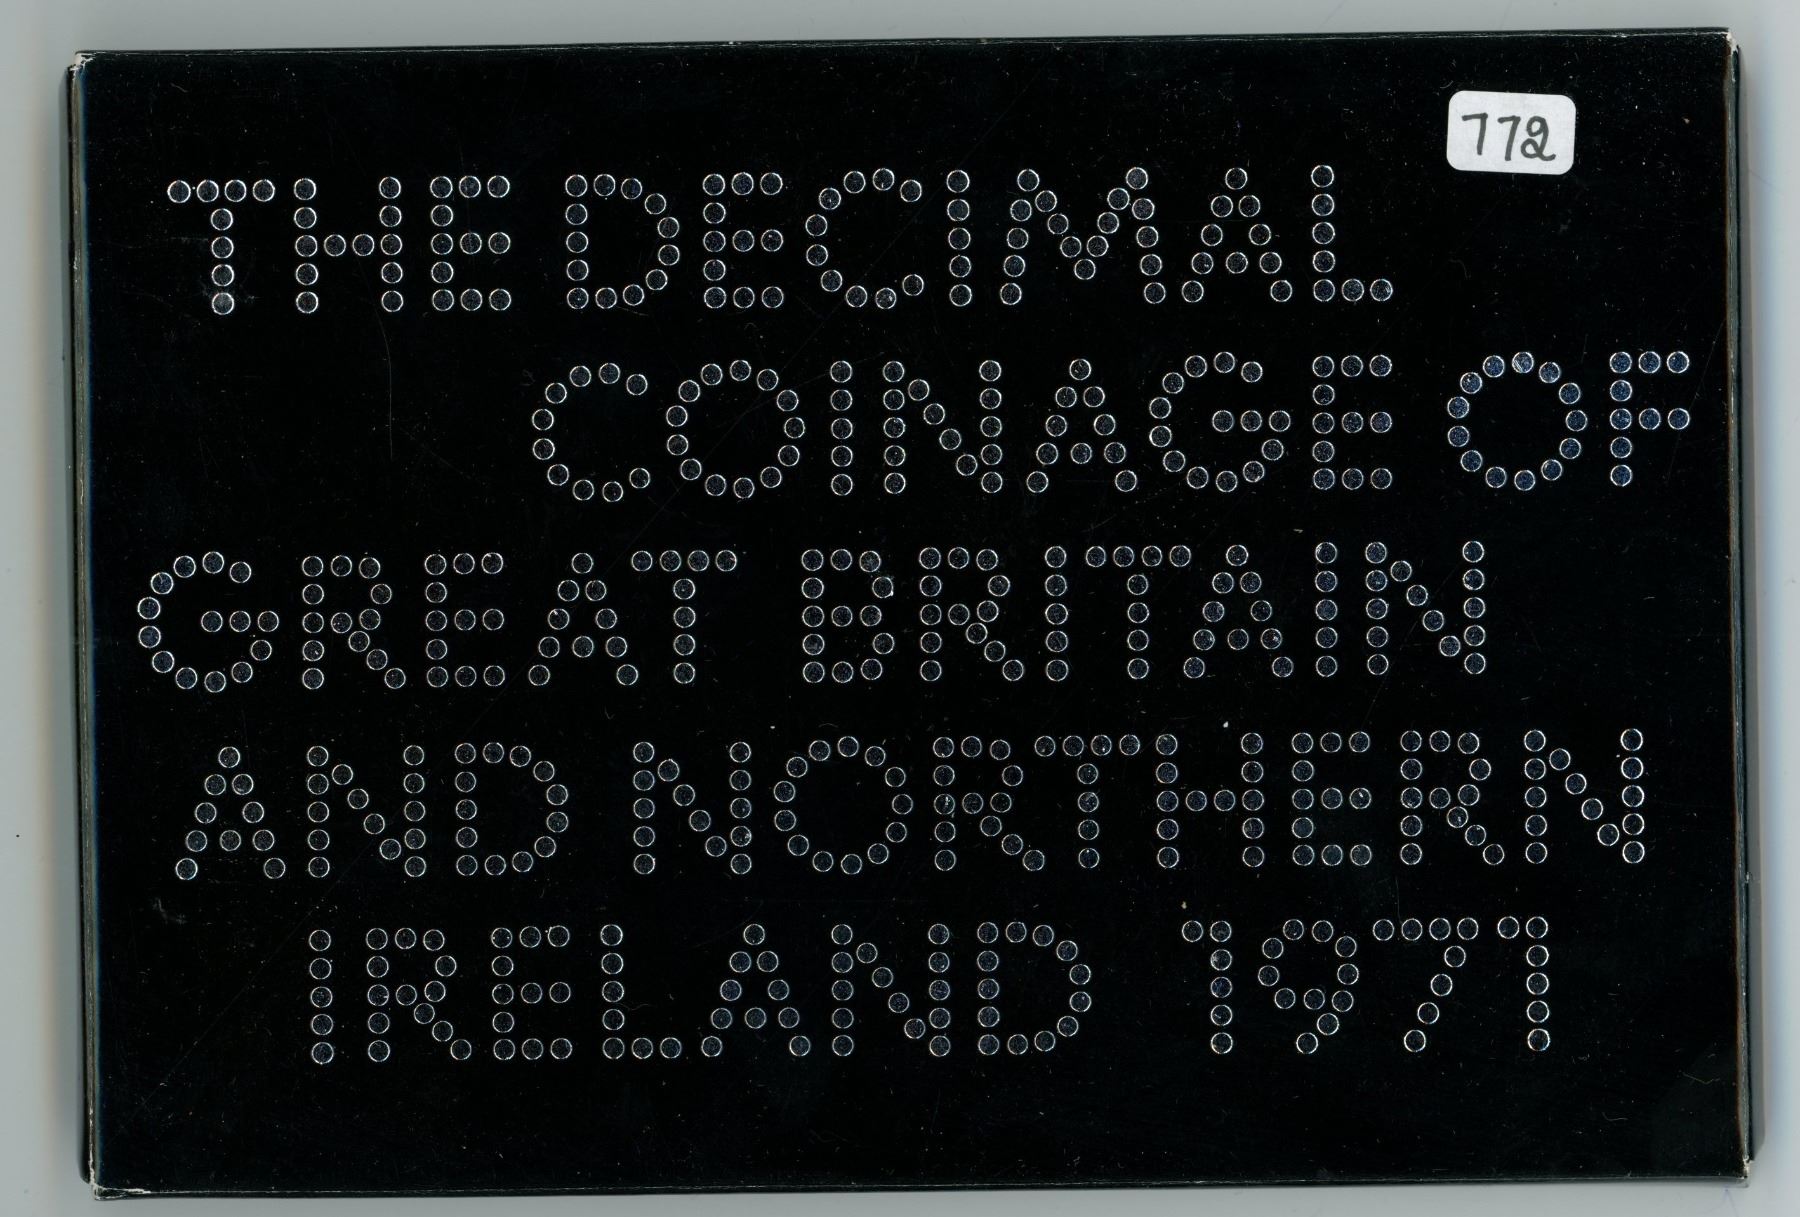 772
THE DECIMAL
COINAGE OF
GREAT BRITAIN
AND NORTHERN
IRELAND 1971